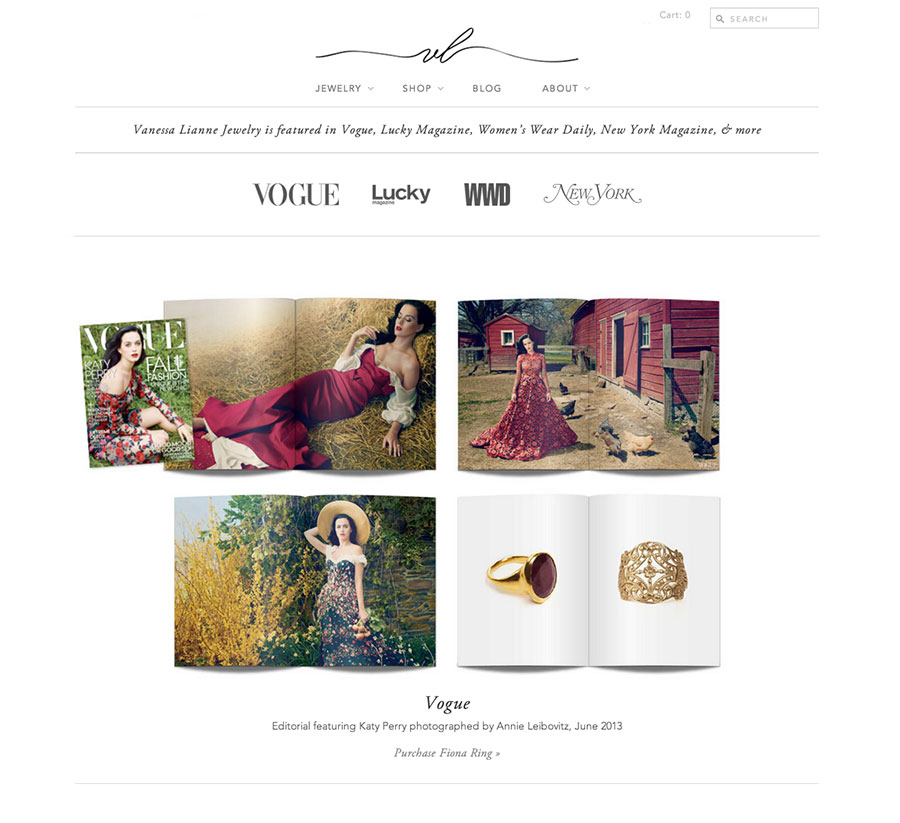 Cart: 0
SEARCH
vl
JEWELRY SHOP BLOG ABOUT
Vanessa Lianne Jewelry is featured in Vogue, Lucky Magazine, Women's Wear Daily, New York Magazine, & more
VOGUE Lucky magazine WWD NEW YORK
VOGUE
KATY PERRY
FALL
FASHION
Vogue
Editorial featuring Katy Perry photographed by Annie Leibovitz, June 2013
Purchase Fiona Ring »